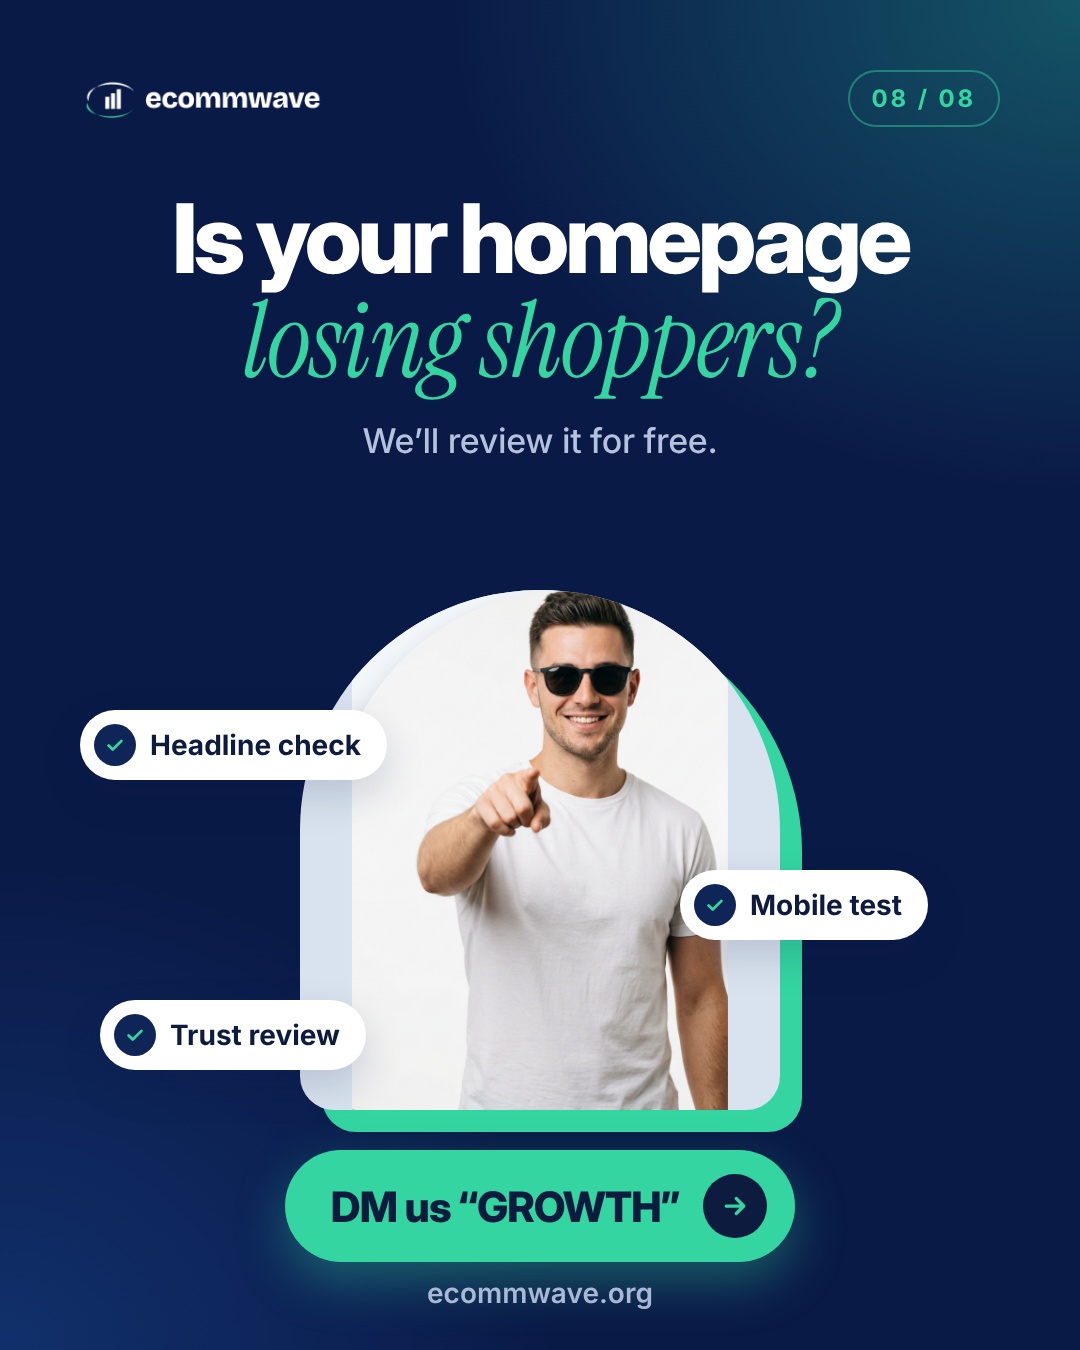 ecommwave
08 / 08
Is your homepage
losing shoppers?
We’ll review it for free.
Headline check
Mobile test
Trust review
DM us “GROWTH”
ecommwave.org